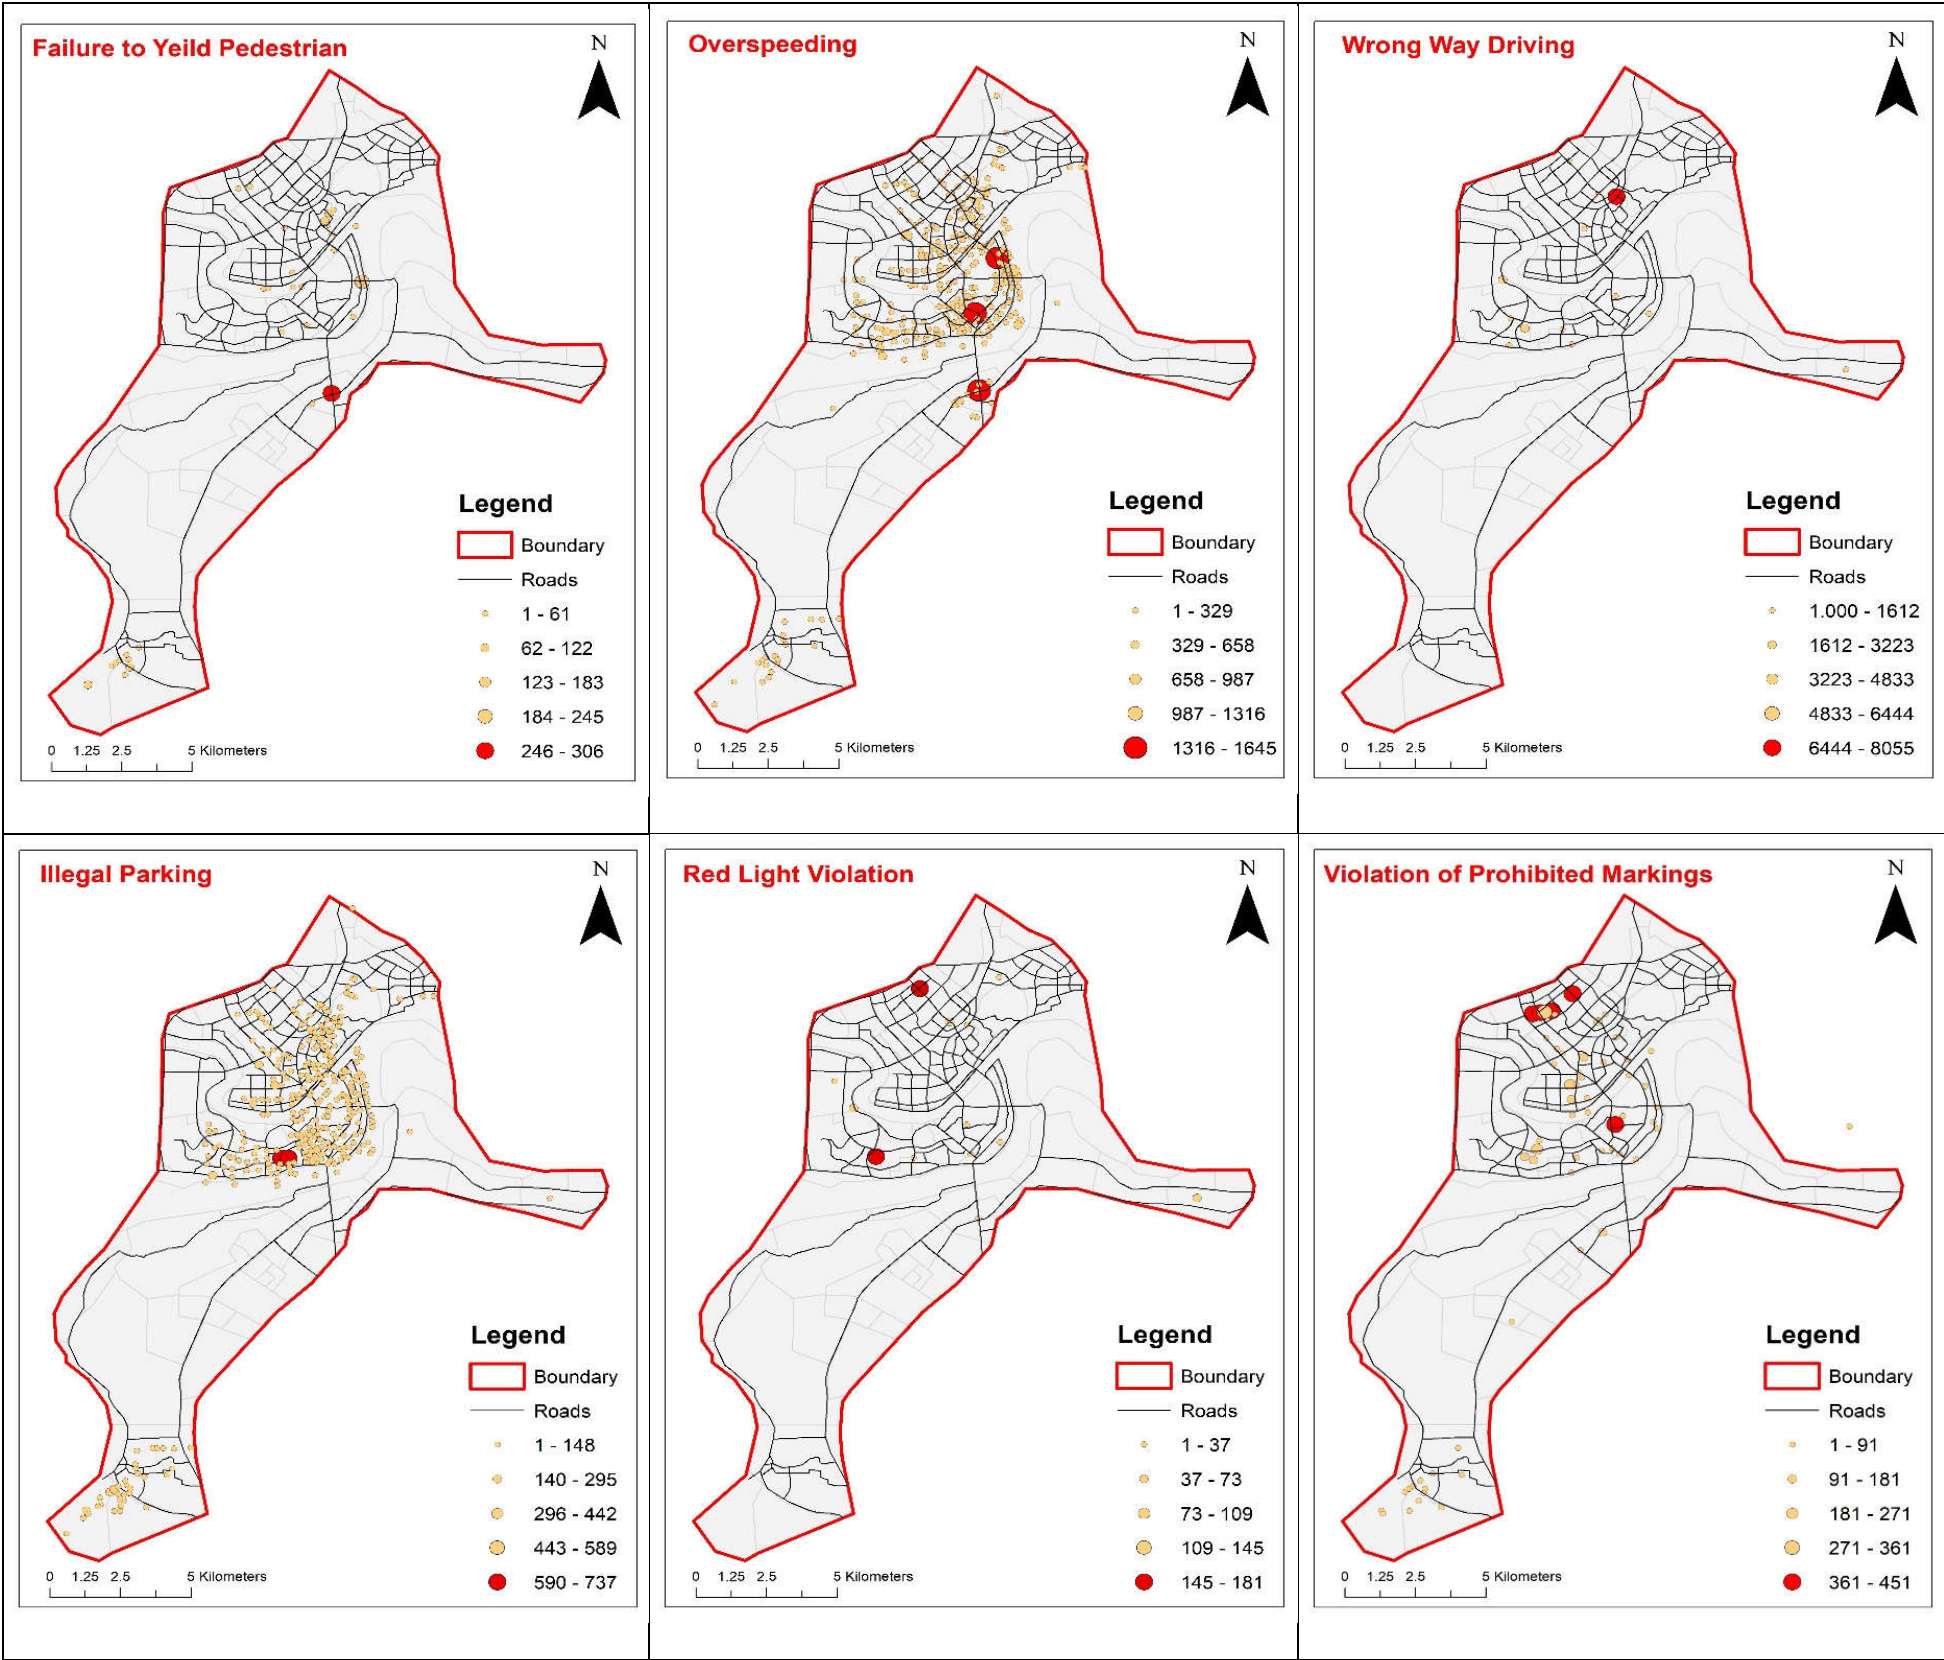 Failure to Yeild Pedestrian
N
Legend
Boundary
Roads
1 - 61
62 - 122
123 - 183
184 - 245
246 - 306
0 1.25 2.5 5 Kilometers
Overspeeding
N
Legend
Boundary
Roads
1 - 329
329 - 658
658 - 987
987 - 1316
1316 - 1645
0 1.25 2.5 5 Kilometers
Wrong Way Driving
N
Legend
Boundary
Roads
1.000 - 1612
1612 - 3223
3223 - 4833
4833 - 6444
6444 - 8055
0 1.25 2.5 5 Kilometers
Illegal Parking
N
Legend
Boundary
Roads
1 - 148
140 - 295
296 - 442
443 - 589
590 - 737
0 1.25 2.5 5 Kilometers
Red Light Violation
N
Legend
Boundary
Roads
1 - 37
37 - 73
73 - 109
109 - 145
145 - 181
0 1.25 2.5 5 Kilometers
Violation of Prohibited Markings
N
Legend
Boundary
Roads
1 - 91
91 - 181
181 - 271
271 - 361
361 - 451
0 1.25 2.5 5 Kilometers